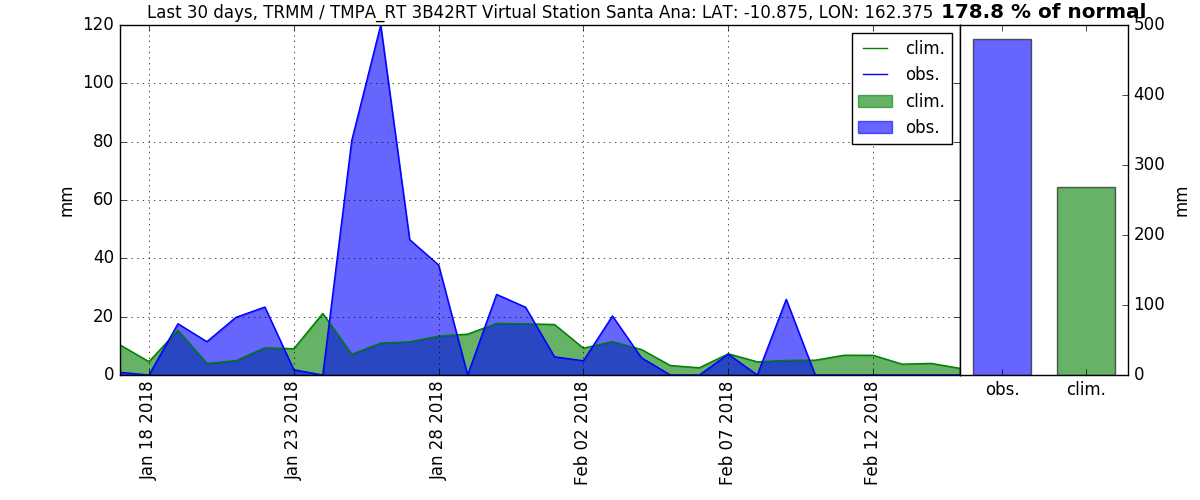 Last 30 days, TRMM / TMPA_RT 3B42RT Virtual Station Santa Ana: LAT: -10.875, LON: 162.375 178.8 % of normal
120
100
80
60
40
20
0
mm
clim.
obs.
clim.
obs.
Jan 18 2018
Jan 23 2018
Jan 28 2018
Feb 02 2018
Feb 07 2018
Feb 12 2018
500
400
300
200
100
0
mm
obs. clim.